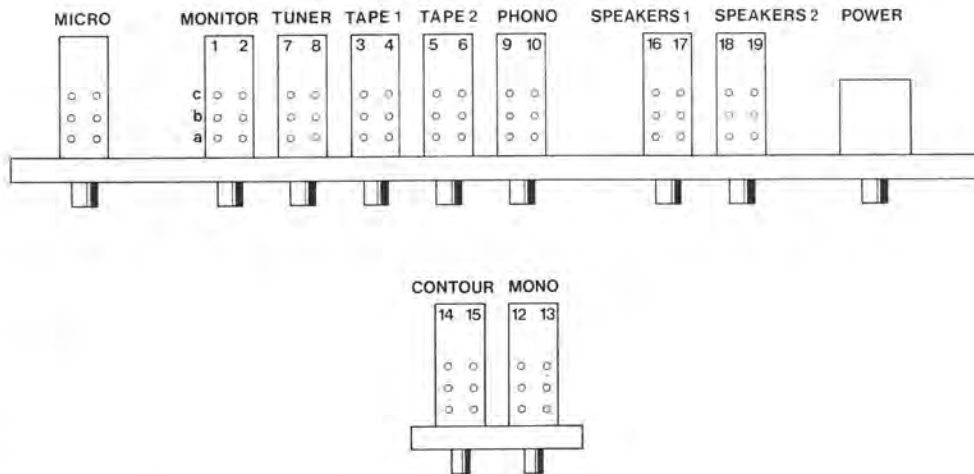 MICRO MONITOR TUNER TAPE 1 TAPE 2 PHONO SPEAKERS 1 SPEAKERS 2 POWER
1 2 7 8 3 4 5 6 9 10 16 17 18 19
c
b
a
CONTOUR MONO
14 15 12 13